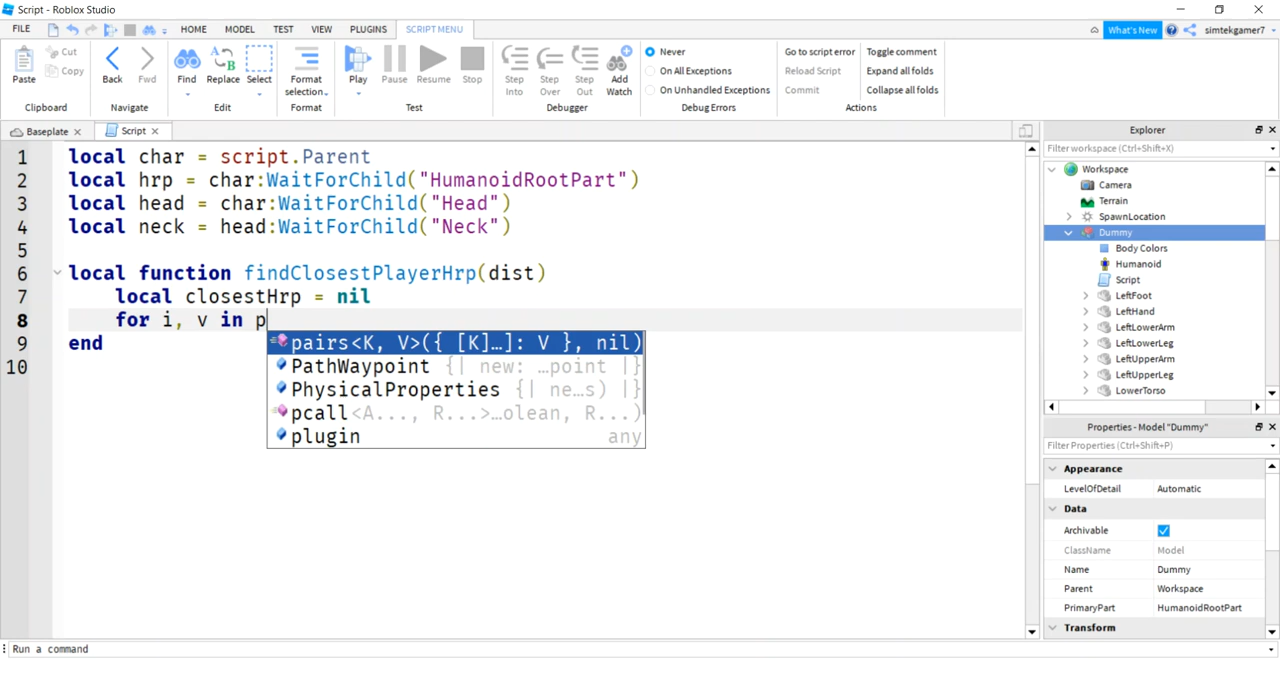 Script - Roblox Studio
FILE HOME MODEL TEST VIEW PLUGINS SCRIPT MENU What's New simtekgamer7
Paste Cut Copy Clipboard
Back Fwd Navigate
Find Replace Select Edit
Format selection Format
Play Pause Resume Stop Test
Step Into Step Over Step Out Add Watch Debugger
Never
On All Exceptions
On Unhandled Exceptions
Debug Errors
Go to script error Toggle comment
Reload Script Expand all folds
Commit Collapse all folds
Actions
Baseplate Script
1 local char = script.Parent
2 local hrp = char:WaitForChild("HumanoidRootPart")
3 local head = char:WaitForChild("Head")
4 local neck = head:WaitForChild("Neck")
5
6 local function findClosestPlayerHrp(dist)
7 local closestHrp = nil
8 for i, v in p
9 end
10
pairs<K, V>({ [K]…]: V }, nil)
PathWaypoint {| new: …point |}
PhysicalProperties {| ne…s) |}
pcall<A..., R...>…olean, R...)
plugin any
Explorer
Filter workspace (Ctrl+Shift+X)
Workspace
Camera
Terrain
SpawnLocation
Dummy
Body Colors
Humanoid
Script
LeftFoot
LeftHand
LeftLowerArm
LeftLowerLeg
LeftUpperArm
LeftUpperLeg
LowerTorso
Properties - Model "Dummy"
Filter Properties (Ctrl+Shift+P)
Appearance
LevelOfDetail Automatic
Data
Archivable
ClassName Model
Name Dummy
Parent Workspace
PrimaryPart HumanoidRootPart
Transform
Run a command